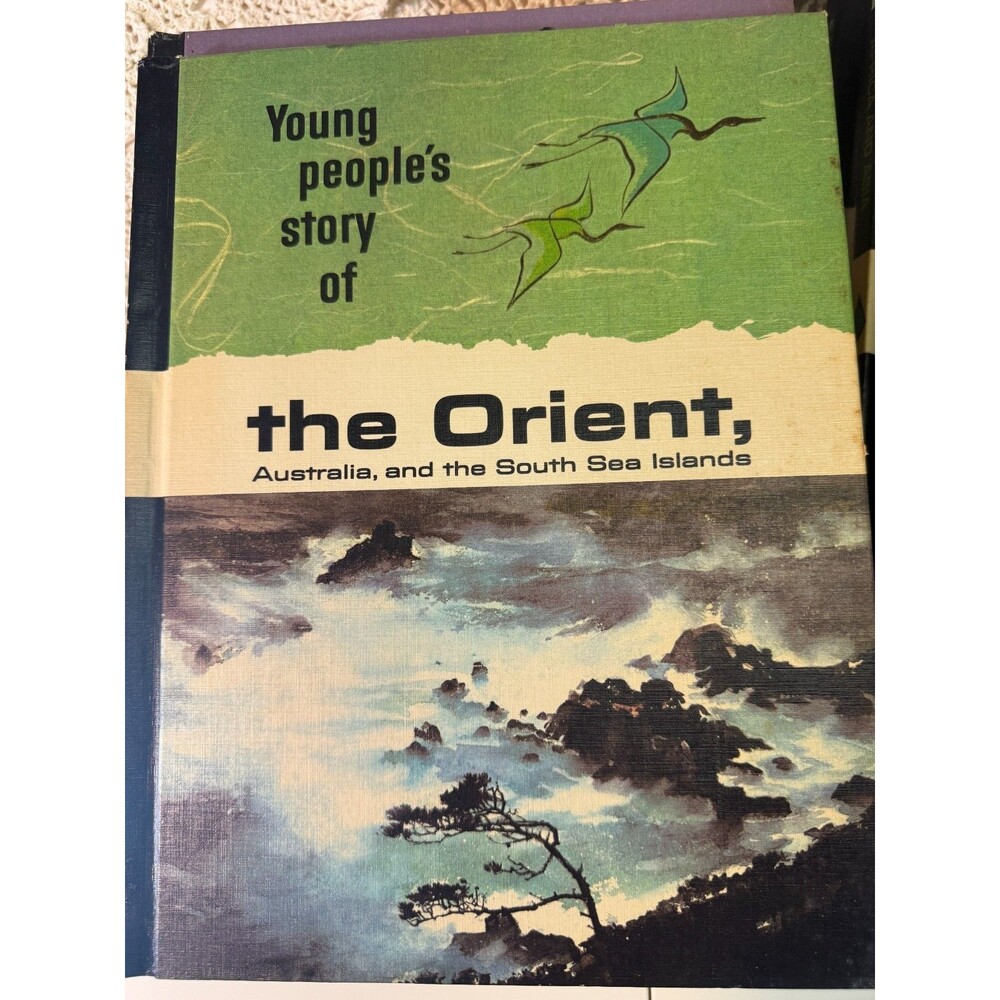 Young
people's
story
of
the Orient,
Australia, and the South Sea Islands